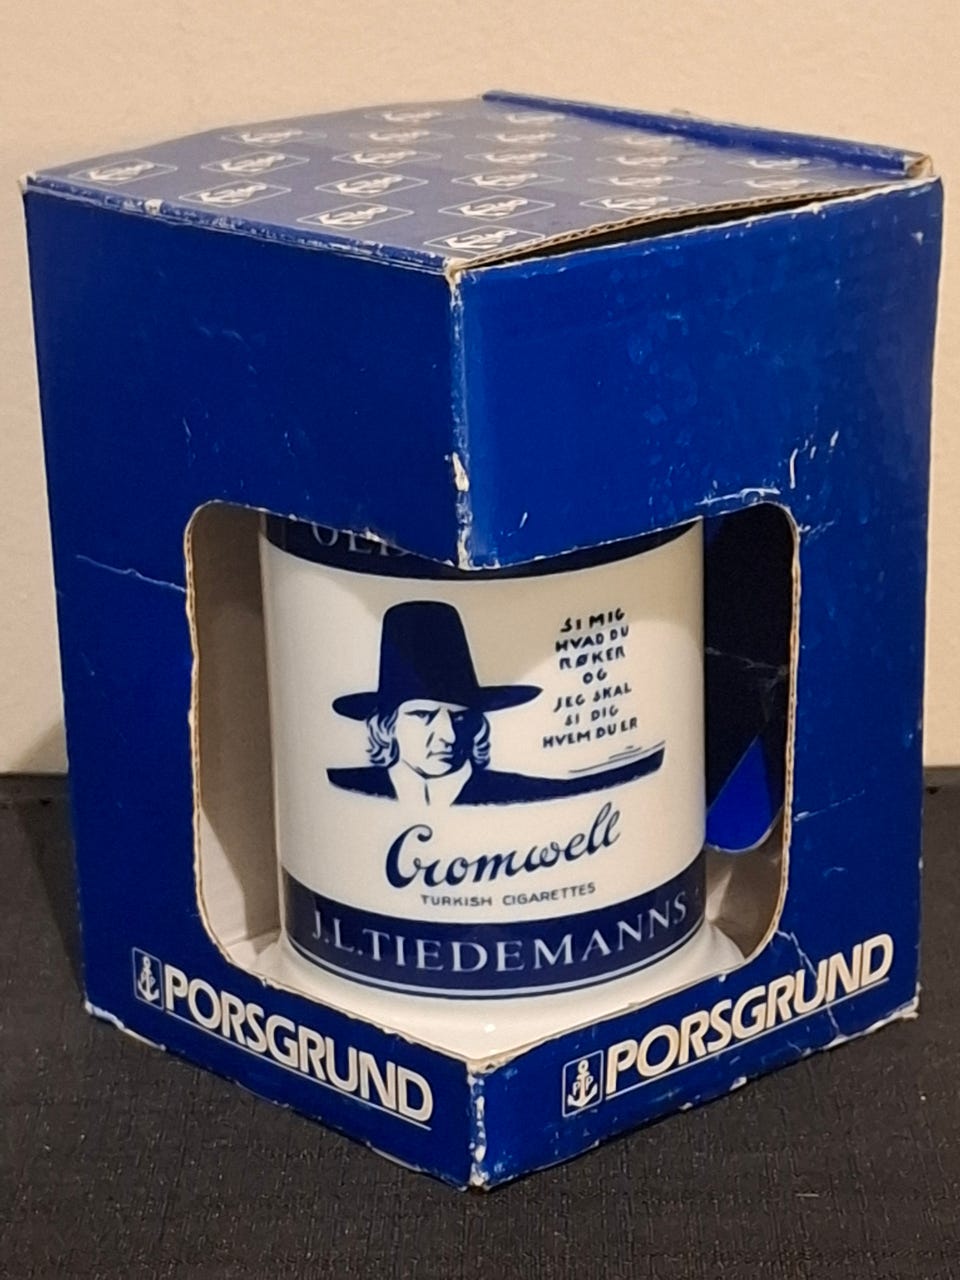 SI MIG
HVAD DU
RØKER
OG
JEG SKAL
SI DIG
HVEM DU ER
Cromwell
TURKISH CIGARETTES
J.L.TIEDEMANNS
PORSGRUND
PP
PORSGRUND